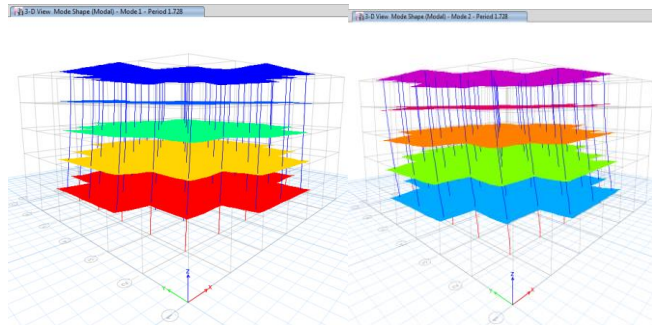 3-D View Mode Shape (Modal) - Mode 1 - Period 1.728
3-D View Mode Shape (Modal) - Mode 2 - Period 1.728
Z
Y
X
Z
Y
X